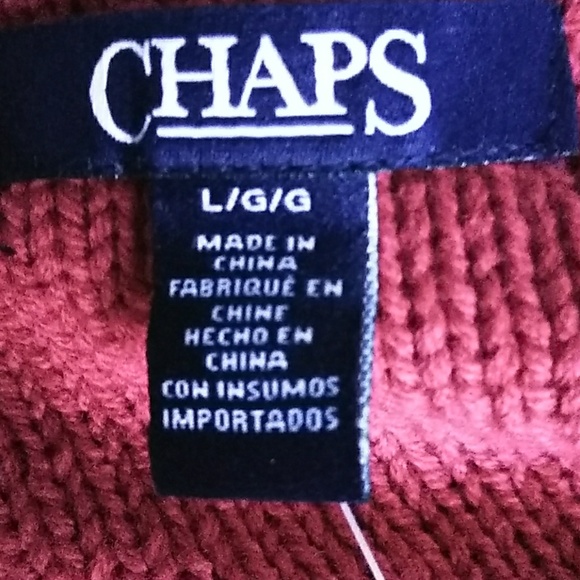 CHAPS
L/G/G
MADE IN
CHINA
FABRIQUÉ EN
CHINE
HECHO EN
CHINA
CON INSUMOS
IMPORTADOS